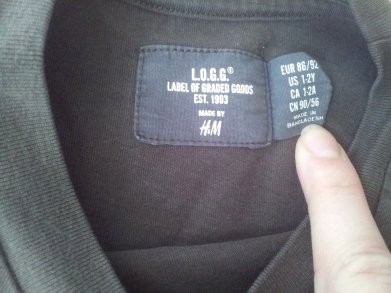 L.O.G.G.®
LABEL OF GRADED GOODS
EST. 1993
MADE BY
H&M
EUR 86/92
US 1-2Y
CA 1-2A
CN 90/56
MADE IN
BANGLADESH